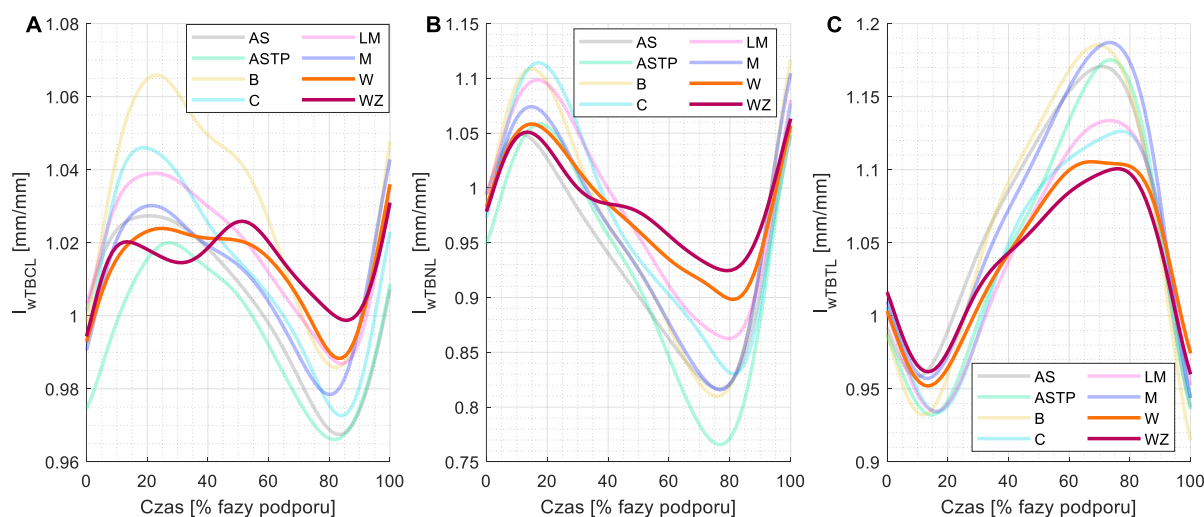 A
1.08
1.06
1.04
1.02
1
0.98
0.96
I_wTBCL [mm/mm]
AS
ASTP
B
C
LM
M
W
WZ
0 20 40 60 80 100
Czas [% fazy podporu]
B
1.15
1.1
1.05
1
0.95
0.9
0.85
0.8
0.75
I_wTBNL [mm/mm]
AS
ASTP
B
C
LM
M
W
WZ
0 20 40 60 80 100
Czas [% fazy podporu]
C
1.2
1.15
1.1
1.05
1
0.95
0.9
I_wTBTL [mm/mm]
AS
ASTP
B
C
LM
M
W
WZ
0 20 40 60 80 100
Czas [% fazy podporu]